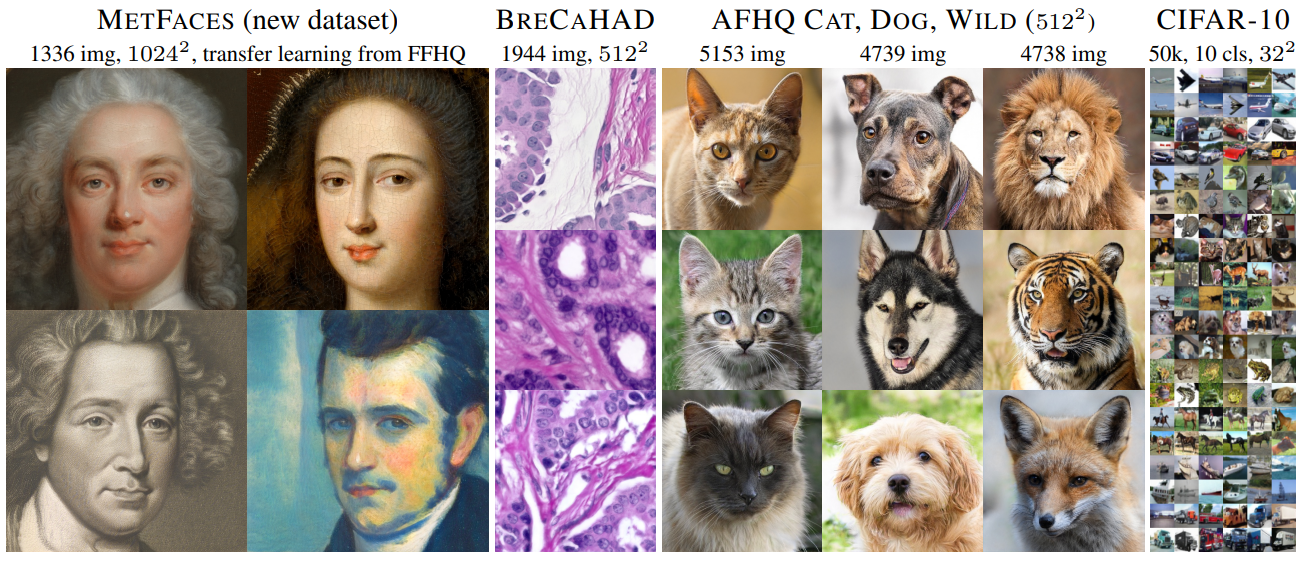 METFACES (new dataset)
1336 img, 1024², transfer learning from FFHQ
BRECAHAD
1944 img, 512²
AFHQ CAT, DOG, WILD (512²)
5153 img
4739 img
4738 img
CIFAR-10
50k, 10 cls, 32²